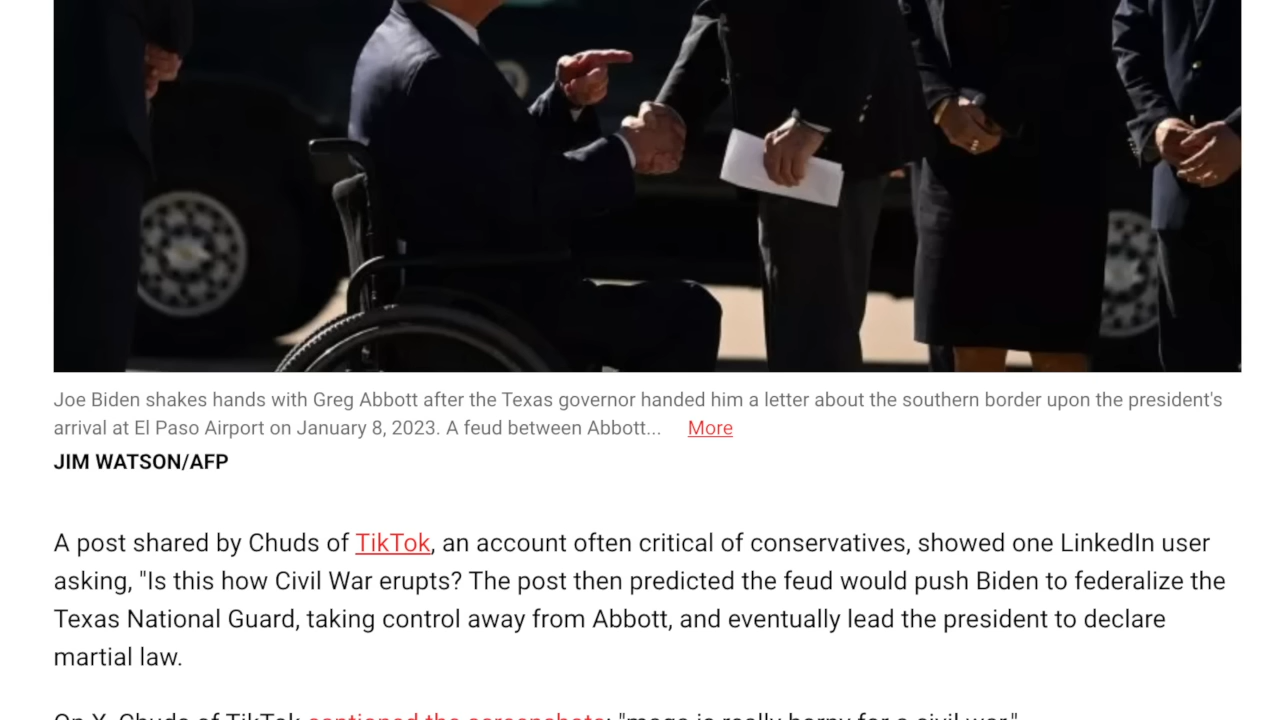 Joe Biden shakes hands with Greg Abbott after the Texas governor handed him a letter about the southern border upon the president's
arrival at El Paso Airport on January 8, 2023. A feud between Abbott... More
JIM WATSON/AFP
A post shared by Chuds of TikTok, an account often critical of conservatives, showed one LinkedIn user
asking, "Is this how Civil War erupts? The post then predicted the feud would push Biden to federalize the
Texas National Guard, taking control away from Abbott, and eventually lead the president to declare
martial law.
On X, Chuds of TikTok captioned the screenshots: "maga is really horny for a civil war."